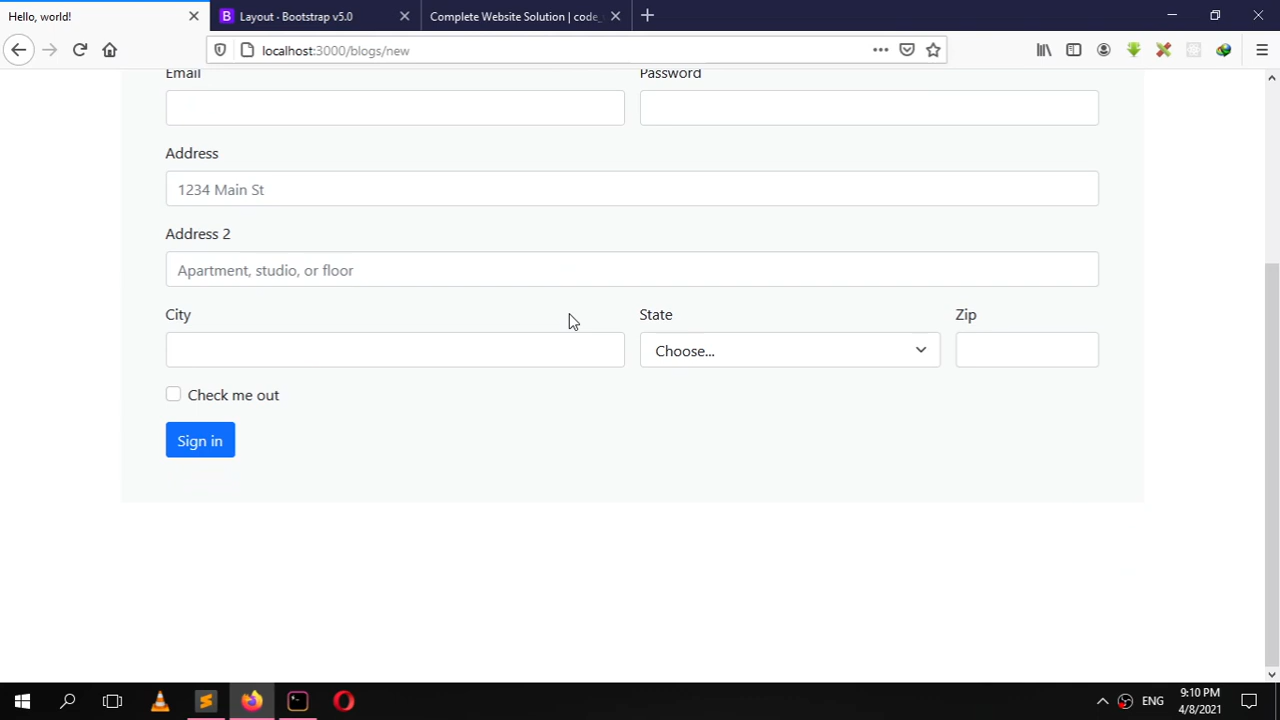 Hello, world!
Layout · Bootstrap v5.0
Complete Website Solution | code_
localhost:3000/blogs/new
Email
Password
Address
1234 Main St
Address 2
Apartment, studio, or floor
City
State
Zip
Choose...
Check me out
Sign in
ENG
9:10 PM
4/8/2021